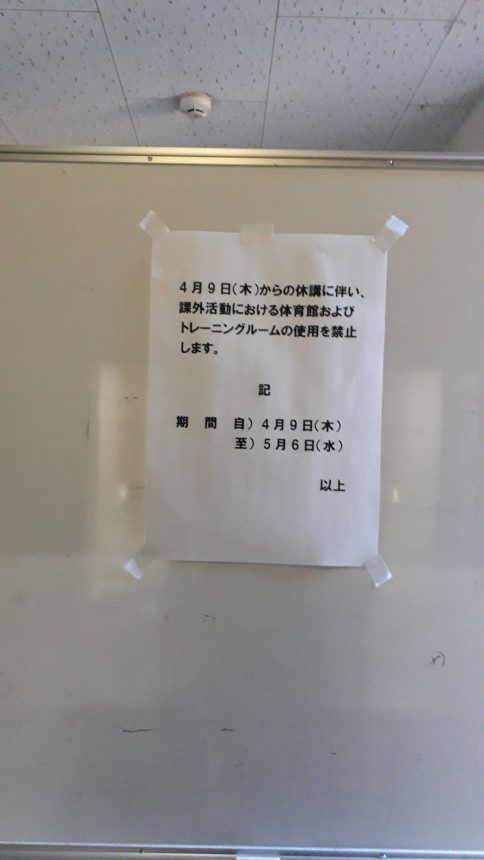 4月9日(木)からの休講に伴い、
課外活動における体育館および
トレーニングルームの使用を禁止
します。
記
期 間 自) 4月9日(木)
至) 5月6日(水)
以上